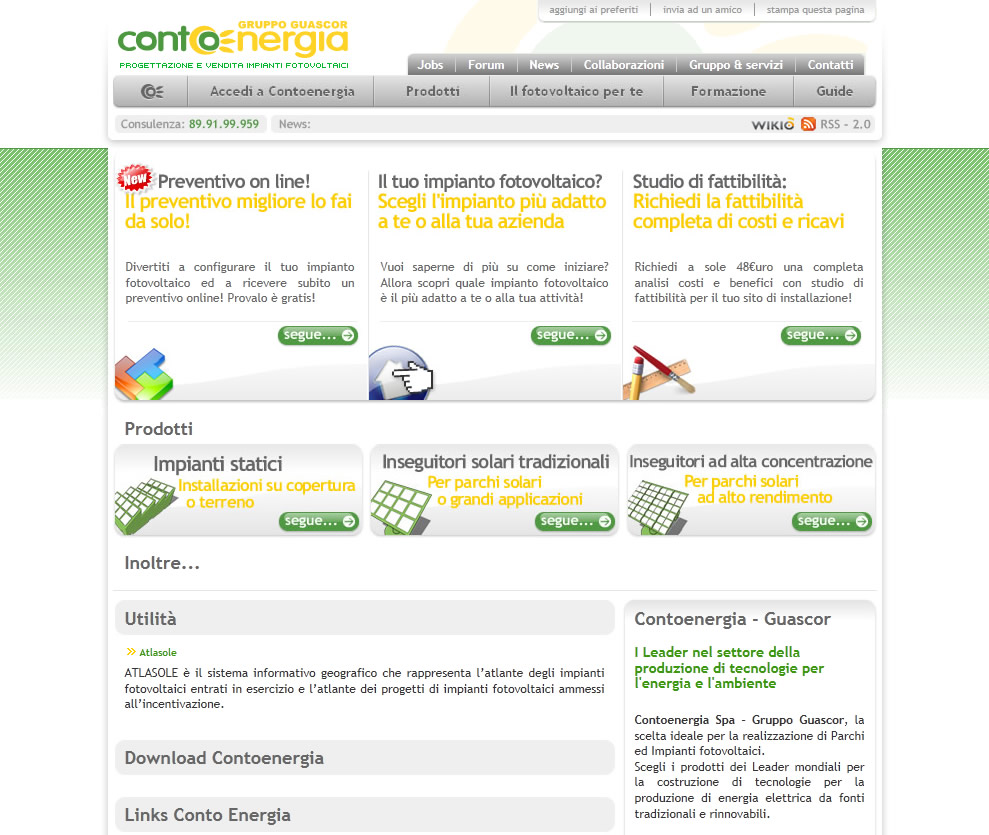 aggiungi ai preferiti | invia ad un amico | stampa questa pagina
GRUPPO GUASCOR
contoenergia
PROGETTAZIONE E VENDITA IMPIANTI FOTOVOLTAICI
Jobs | Forum | News | Collaborazioni | Gruppo & servizi | Contatti
Accedi a Contoenergia Prodotti Il fotovoltaico per te Formazione Guide
Consulenza: 89.91.99.959 News: WIKIO RSS - 2.0
New Preventivo on line!
Il preventivo migliore lo fai
da solo!
Divertiti a configurare il tuo impianto
fotovoltaico ed a ricevere subito un
preventivo online! Provalo è gratis!
segue...
Il tuo impianto fotovoltaico?
Scegli l'impianto più adatto
a te o alla tua azienda
Vuoi saperne di più su come iniziare?
Allora scopri quale impianto fotovoltaico
è il più adatto a te o alla tua attività!
segue...
Studio di fattibilità:
Richiedi la fattibilità
completa di costi e ricavi
Richiedi a sole 48€uro una completa
analisi costi e benefici con studio di
fattibilità per il tuo sito di installazione!
segue...
Prodotti
Impianti statici
Installazioni su copertura
o terreno
segue...
Inseguitori solari tradizionali
Per parchi solari
o grandi applicazioni
segue...
Inseguitori ad alta concentrazione
Per parchi solari
ad alto rendimento
segue...
Inoltre...
Utilità
Atlasole
ATLASOLE è il sistema informativo geografico che rappresenta l’atlante degli impianti
fotovoltaici entrati in esercizio e l’atlante dei progetti di impianti fotovoltaici ammessi
all’incentivazione.
Download Contoenergia
Links Conto Energia
Contoenergia - Guascor
I Leader nel settore della
produzione di tecnologie per
l'energia e l'ambiente
Contoenergia Spa - Gruppo Guascor, la
scelta ideale per la realizzazione di Parchi
ed Impianti fotovoltaici.
Scegli i prodotti dei Leader mondiali per
la costruzione di tecnologie per la
produzione di energia elettrica da fonti
tradizionali e rinnovabili.